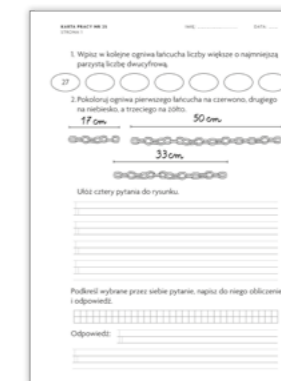 KARTA PRACY NR 25
STRONA 1
IMIĘ: DATA:
1. Wpisz w kolejne ogniwa łańcucha liczby większe o najmniejszą
parzystą liczbę dwucyfrową.
27
2. Pokoloruj ogniwa pierwszego łańcucha na czerwono, drugiego
na niebiesko, a trzeciego na żółto.
17 cm 50 cm
33 cm
Ułóż cztery pytania do rysunku.
Podkreśl wybrane przez siebie pytanie, napisz do niego obliczenie
i odpowiedź.
Odpowiedź: